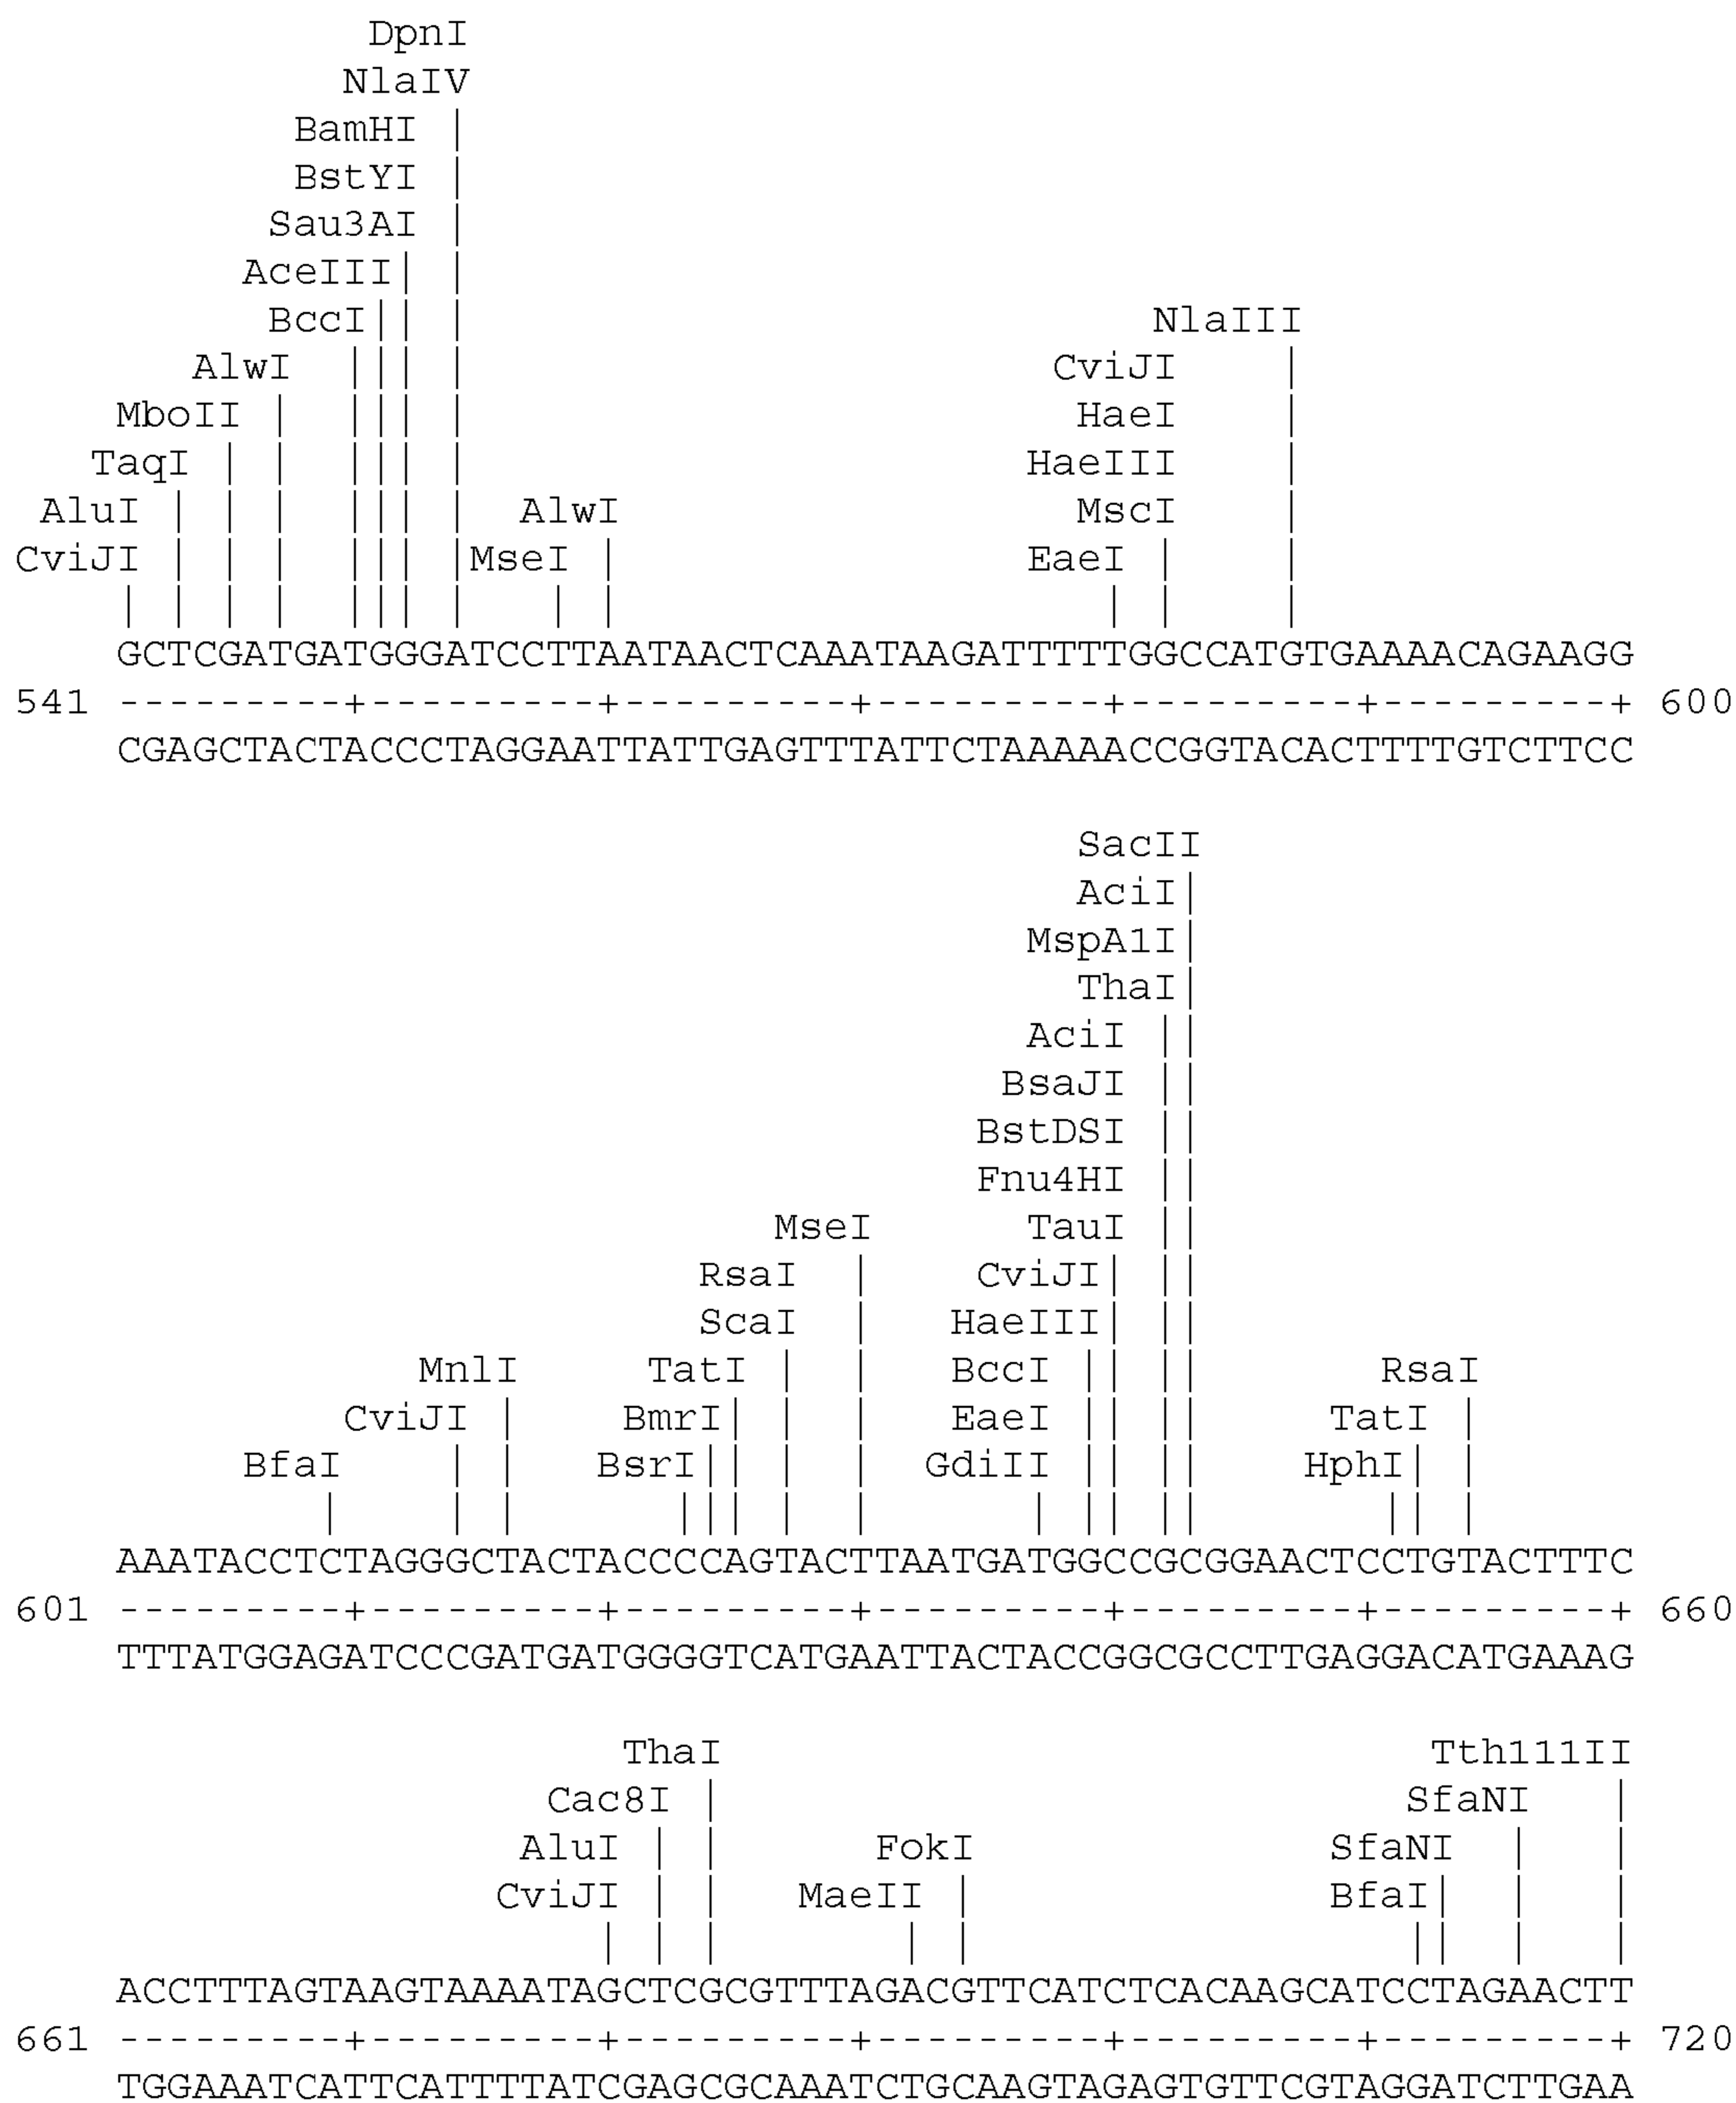 DpnI
NlaIV
BamHI |
BstYI |
Sau3AI |
AceIII| |
BccI| | |
NlaIII
AlwI | | | |
CviJI |
MboII | | | | |
HaeI |
TaqI | | | | | |
HaeIII |
AluI | | | | | | |
AlwI
MscI |
CviJI | | | | | | |MseI |
EaeI | |
GCTCGATGATGGGATCCTTAATAACTCAAATAAGATTTTTGGCCATGTGAAAACAGAAGG
541 ---------+---------+---------+---------+---------+---------+ 600
CGAGCTACTACCCTAGGAATTATTGAGTTTATTCTAAAAACCGGTACACTTTTGTCTTCC
SacII
AciI|
MspA1I|
ThaI|
AciI ||
BsaJI ||
BstDSI ||
Fnu4HI ||
MseI
TauI ||
RsaI |
CviJI| ||
ScaI |
HaeIII| ||
MnlI
TatI | |
BccI || ||
RsaI
CviJI |
BmrI| | |
EaeI || ||
TatI |
BfaI | |
BsrI|| | |
GdiII || ||
HphI| |
AAATACCTCTAGGGCTACTACCCCAGTACTTAATGATGGCCGCGGAACTCCTGTACTTTC
601 ---------+---------+---------+---------+---------+---------+ 660
TTTATGGAGATCCCGATGATGGGGTCATGAATTACTACCGGCGCCTTGAGGACATGAAAG
ThaI
Tth111II
Cac8I |
SfaNI |
AluI | |
FokI
SfaNI | |
CviJI | |
MaeII |
BfaI| | |
ACCTTTAGTAAGTAAAATAGCTCGCGTTTAGACGTTCATCTCACAAGCATCCTAGAACTT
661 ---------+---------+---------+---------+---------+---------+ 720
TGGAAATCATTCATTTTATCGAGCGCAAATCTGCAAGTAGAGTGTTCGTAGGATCTTGAA